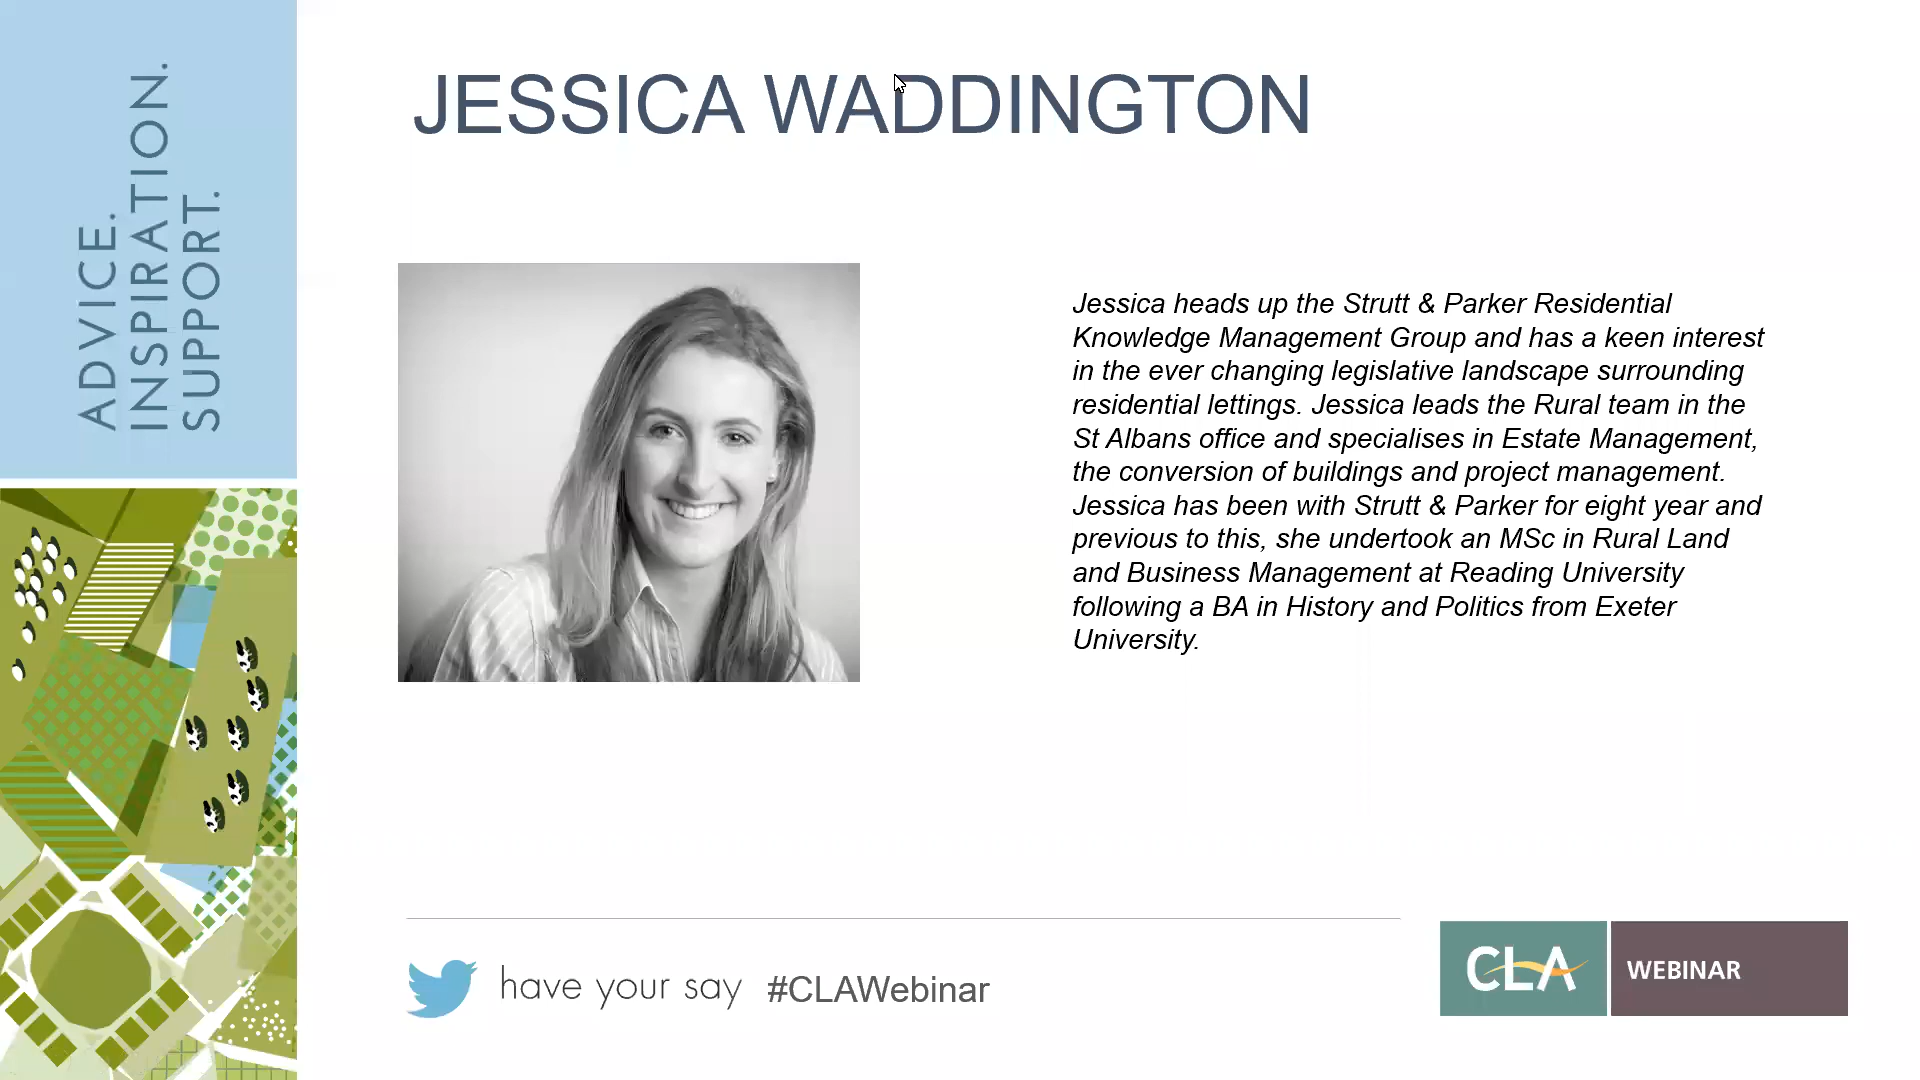 ADVICE.
INSPIRATION.
SUPPORT.
JESSICA WADDINGTON
Jessica heads up the Strutt & Parker Residential
Knowledge Management Group and has a keen interest
in the ever changing legislative landscape surrounding
residential lettings. Jessica leads the Rural team in the
St Albans office and specialises in Estate Management,
the conversion of buildings and project management.
Jessica has been with Strutt & Parker for eight year and
previous to this, she undertook an MSc in Rural Land
and Business Management at Reading University
following a BA in History and Politics from Exeter
University.
have your say #CLAWebinar
CLA WEBINAR